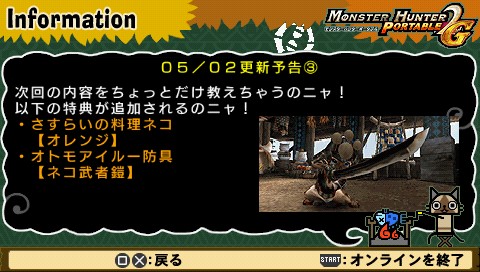 Information
MONSTER HUNTER
PORTABLE 2nd G
05／02更新予告③
次回の内容をちょっとだけ教えちゃうのニャ！
以下の特典が追加されるのニャ！
・さすらいの料理ネコ
【オレンジ】
・オトモアイルー防具
【ネコ武者鎧】
:戻る
START:オンラインを終了